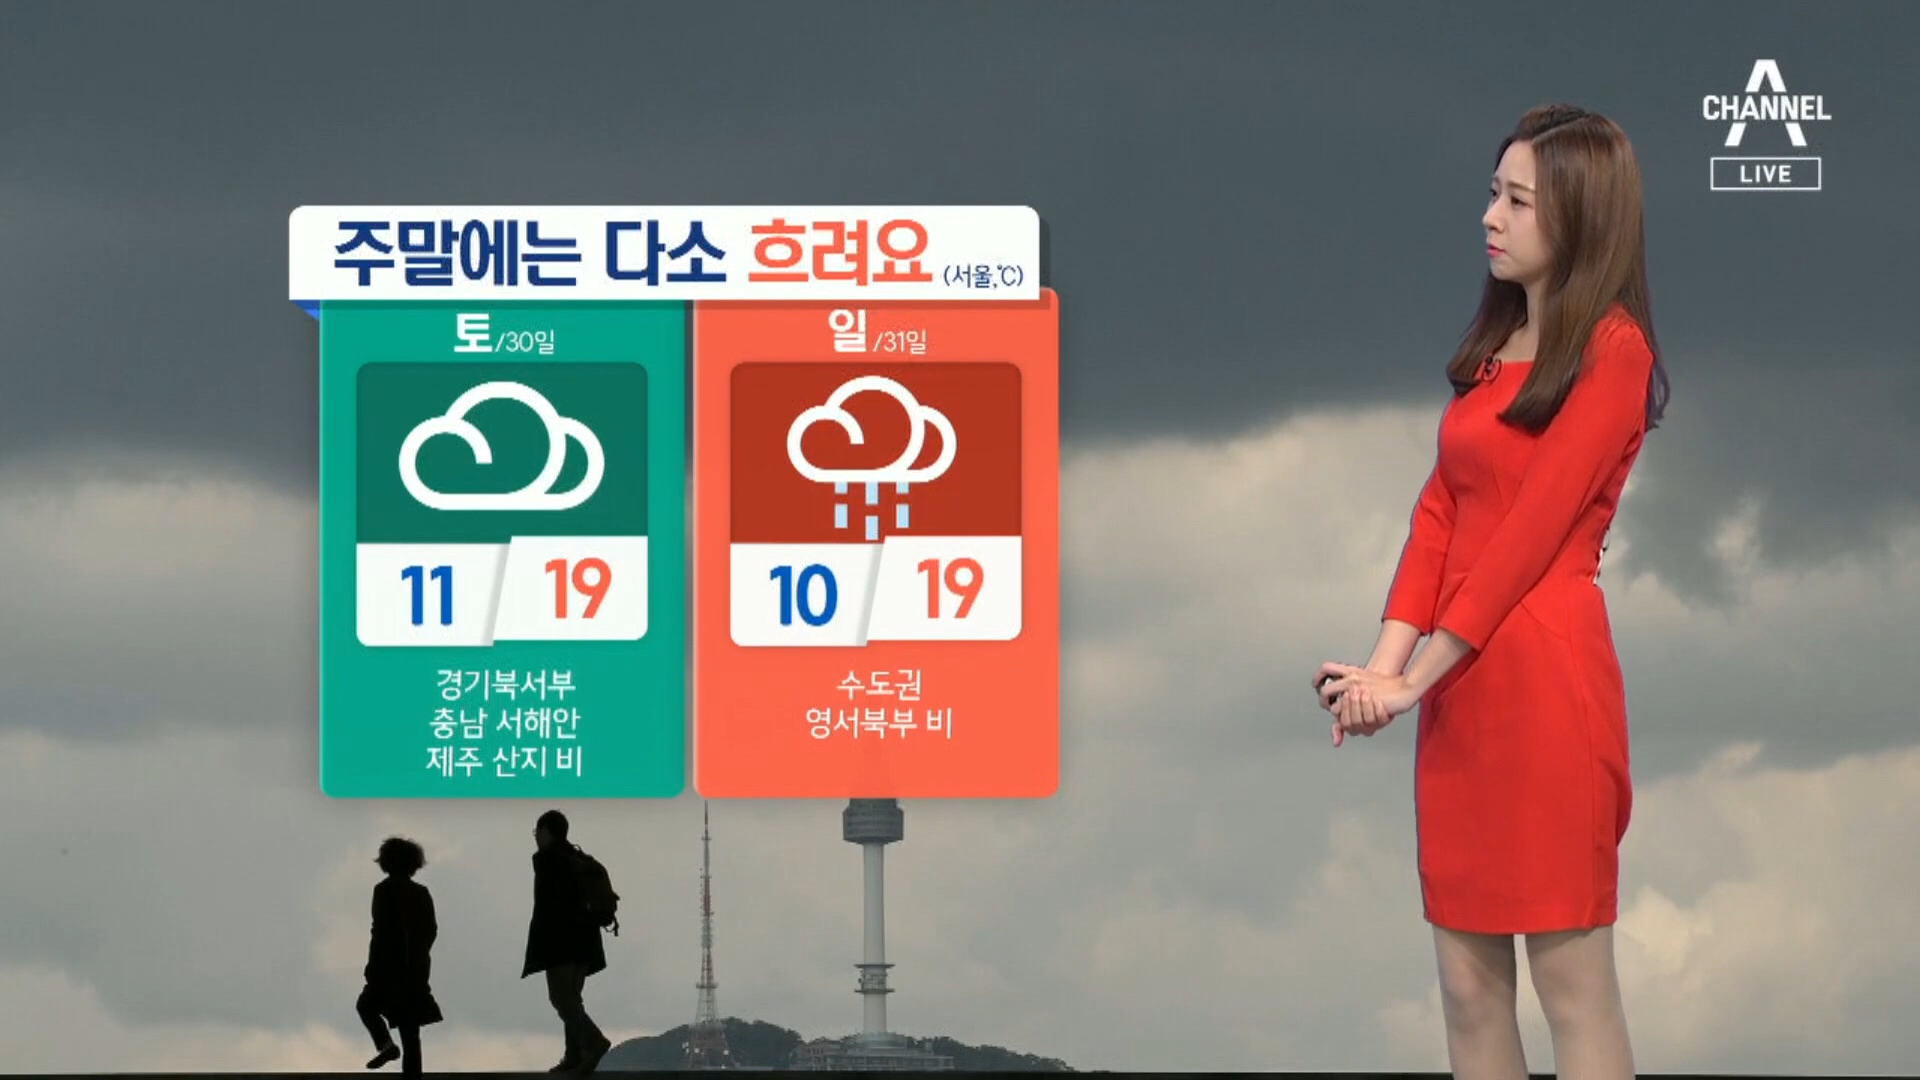 CHANNEL A
LIVE
주말에는 다소 흐려요 (서울,℃)
토/30일
11 19
경기북서부
충남 서해안
제주 산지 비
일/31일
10 19
수도권
영서북부 비